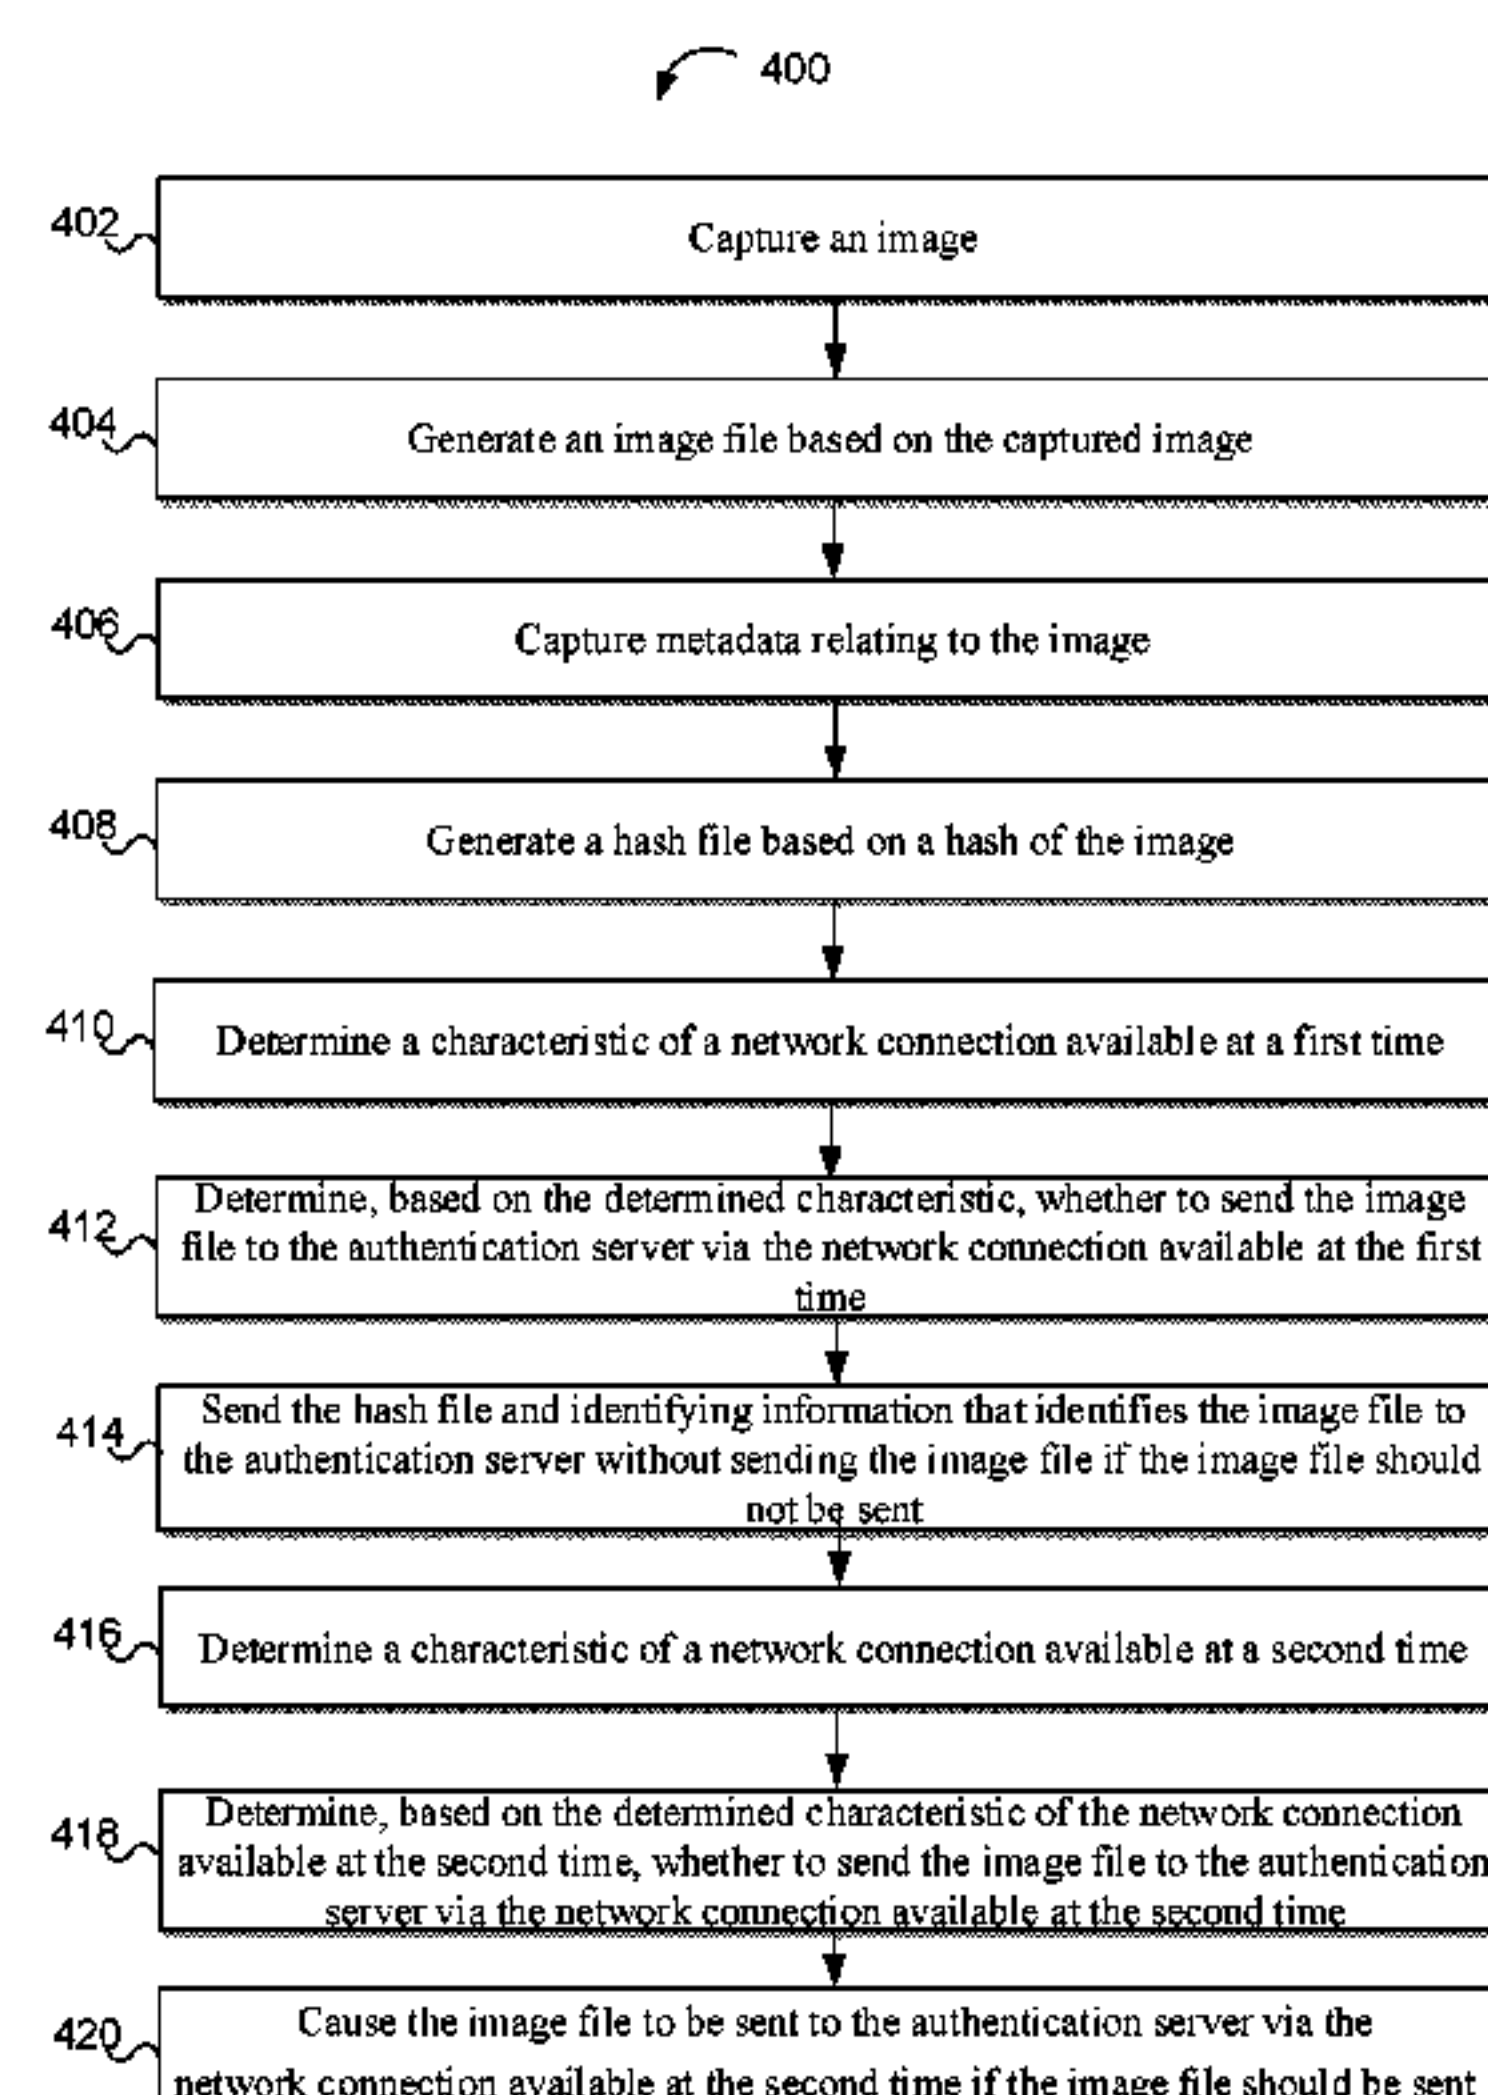 400
402
Capture an image
404
Generate an image file based on the captured image
406
Capture metadata relating to the image
408
Generate a hash file based on a hash of the image
410
Determine a characteristic of a network connection available at a first time
412
Determine, based on the determined characteristic, whether to send the image
file to the authentication server via the network connection available at the first
time
414
Send the hash file and identifying information that identifies the image file to
the authentication server without sending the image file if the image file should
not be sent
416
Determine a characteristic of a network connection available at a second time
418
Determine, based on the determined characteristic of the network connection
available at the second time, whether to send the image file to the authentication
server via the network connection available at the second time
420
Cause the image file to be sent to the authentication server via the
network connection available at the second time if the image file should be sent